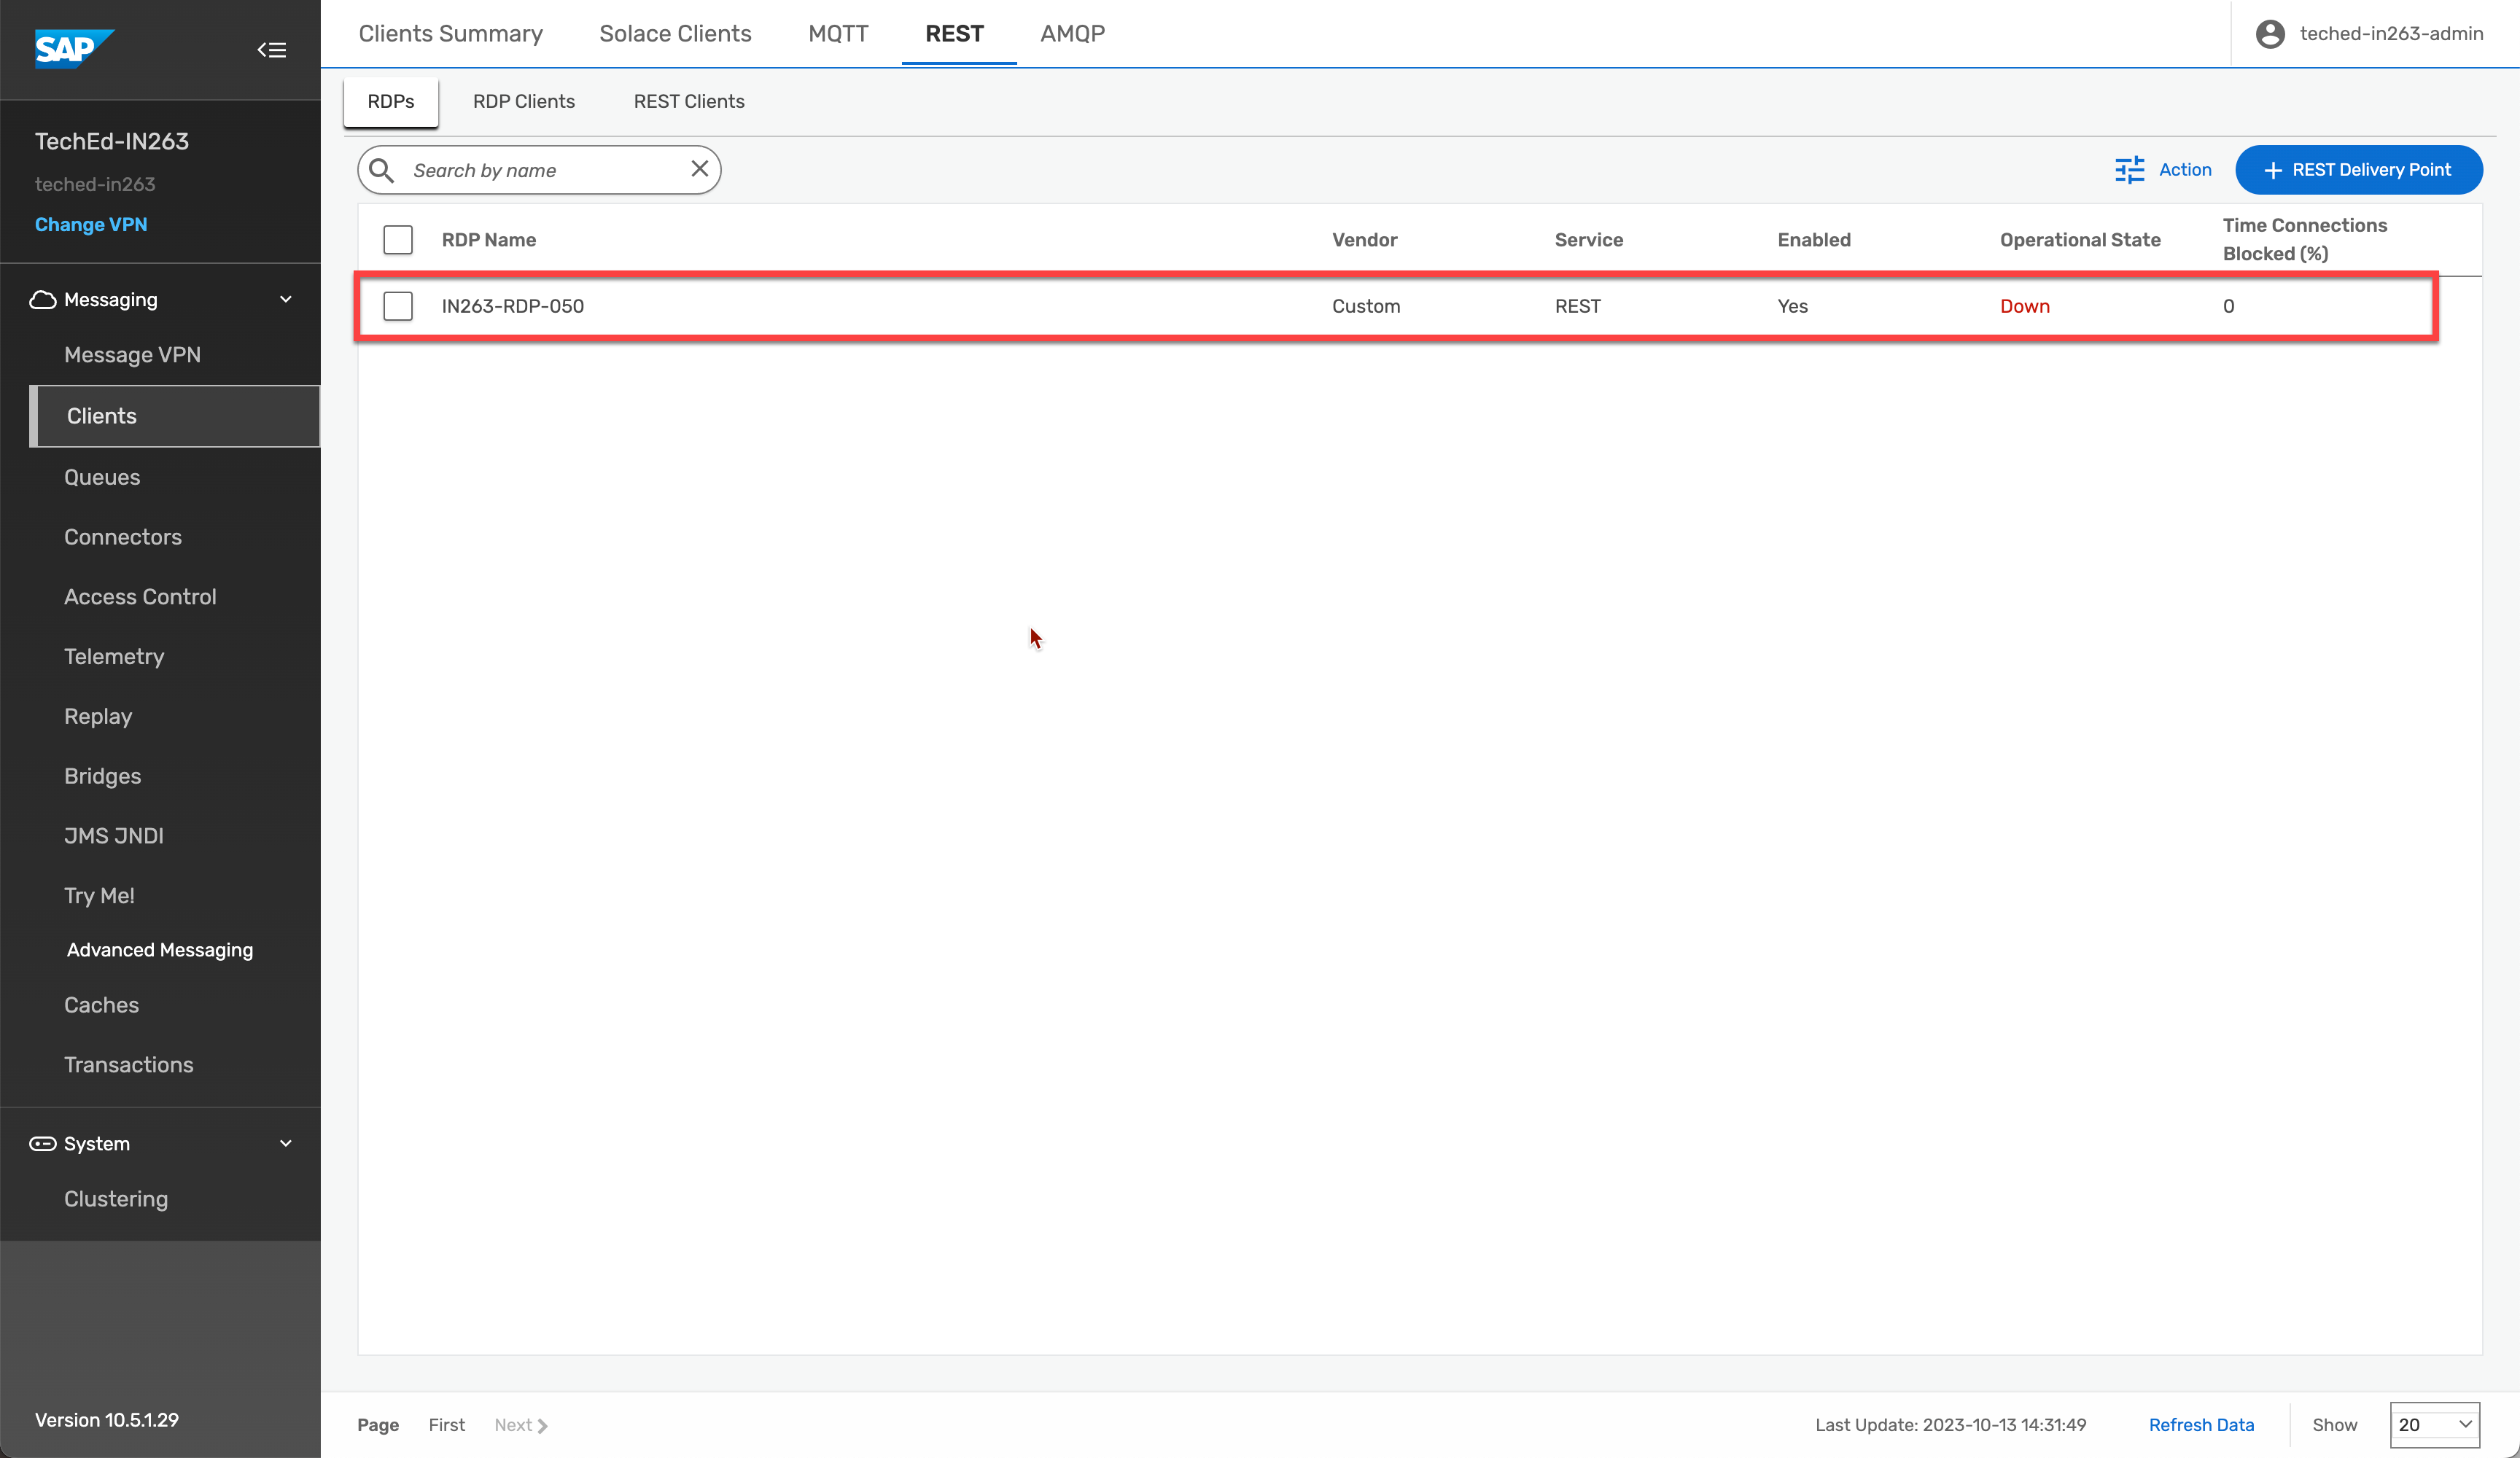 SAP
TechEd-IN263
teched-in263
Change VPN
Messaging
Message VPN
Clients
Queues
Connectors
Access Control
Telemetry
Replay
Bridges
JMS JNDI
Try Me!
Advanced Messaging
Caches
Transactions
System
Clustering
Version 10.5.1.29
Clients Summary Solace Clients MQTT REST AMQP
teched-in263-admin
RDPs RDP Clients REST Clients
Search by name
Action
REST Delivery Point
RDP Name Vendor Service Enabled Operational State Time Connections
Blocked (%)
IN263-RDP-050 Custom REST Yes Down 0
Page First Next
Last Update: 2023-10-13 14:31:49 Refresh Data Show 20